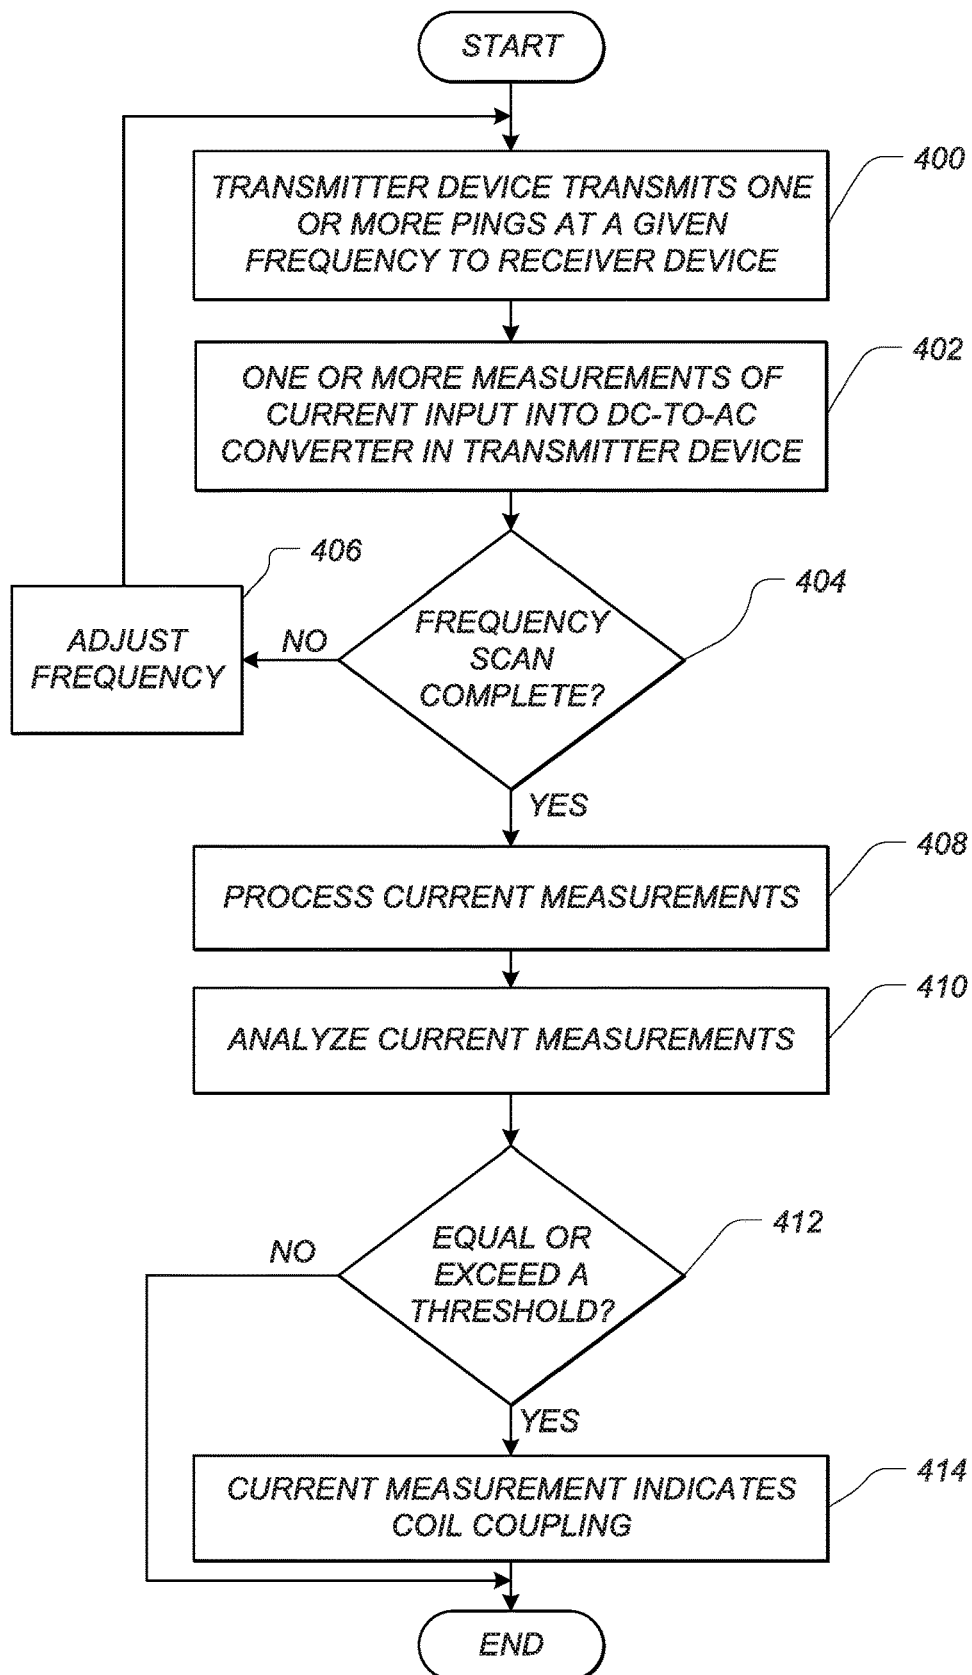 START
TRANSMITTER DEVICE TRANSMITS ONE
OR MORE PINGS AT A GIVEN
FREQUENCY TO RECEIVER DEVICE
400
ONE OR MORE MEASUREMENTS OF
CURRENT INPUT INTO DC-TO-AC
CONVERTER IN TRANSMITTER DEVICE
402
FREQUENCY
SCAN
COMPLETE?
404
NO
406
ADJUST
FREQUENCY
YES
PROCESS CURRENT MEASUREMENTS
408
ANALYZE CURRENT MEASUREMENTS
410
EQUAL OR
EXCEED A
THRESHOLD?
412
NO
YES
CURRENT MEASUREMENT INDICATES
COIL COUPLING
414
END